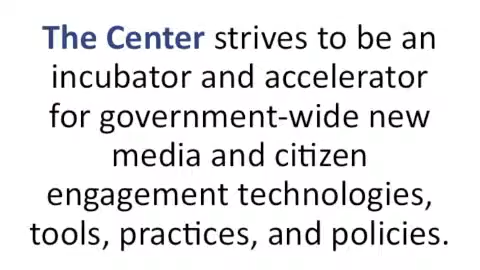 The Center strives to be an
incubator and accelerator
for government-wide new
media and citizen
engagement technologies,
tools, practices, and policies.